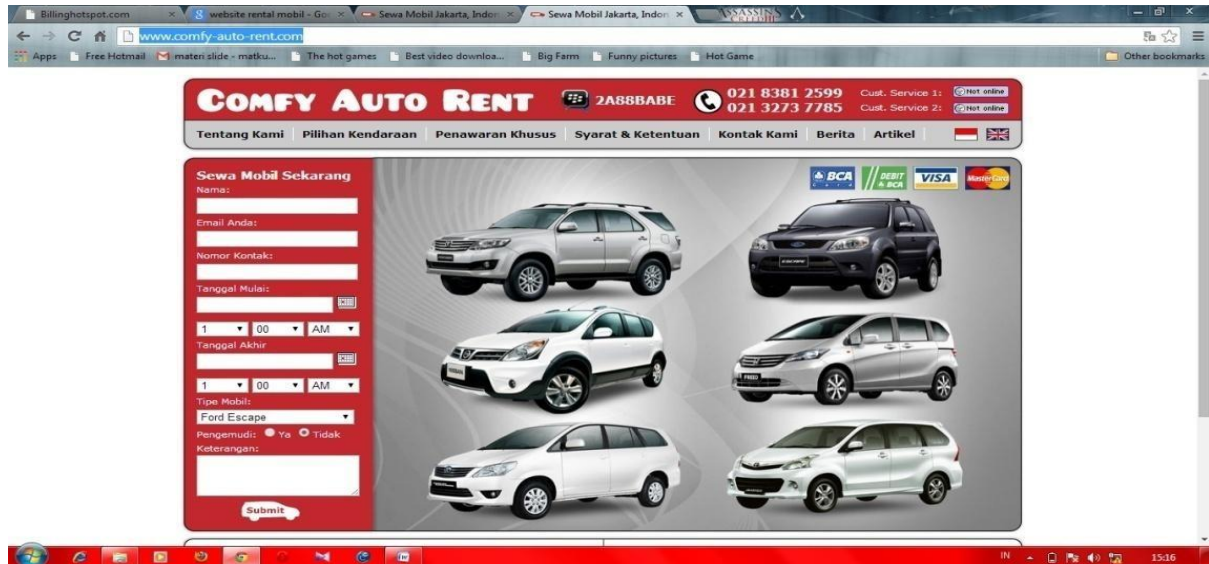 Billinghotspot.com
website rental mobil - Goo
Sewa Mobil Jakarta, Indon
Sewa Mobil Jakarta, Indon
www.comfy-auto-rent.com
Apps
Free Hotmail
materi slide - matku...
The hot games
Best video downloa...
Big Farm
Funny pictures
Hot Game
Other bookmarks
COMFY AUTO RENT
2A88BABE
021 8381 2599
021 3273 7785
Cust. Service 1:
Not online
Cust. Service 2:
Not online
Tentang Kami
Pilihan Kendaraan
Penawaran Khusus
Syarat & Ketentuan
Kontak Kami
Berita
Artikel
Sewa Mobil Sekarang
Nama:
Email Anda:
Nomor Kontak:
Tanggal Mulai:
1 00 AM
Tanggal Akhir
1 00 AM
Tipe Mobil:
Ford Escape
Pengemudi: Ya Tidak
Keterangan:
Submit
BCA
DEBIT BCA
VISA
MasterCard
IN
15:16